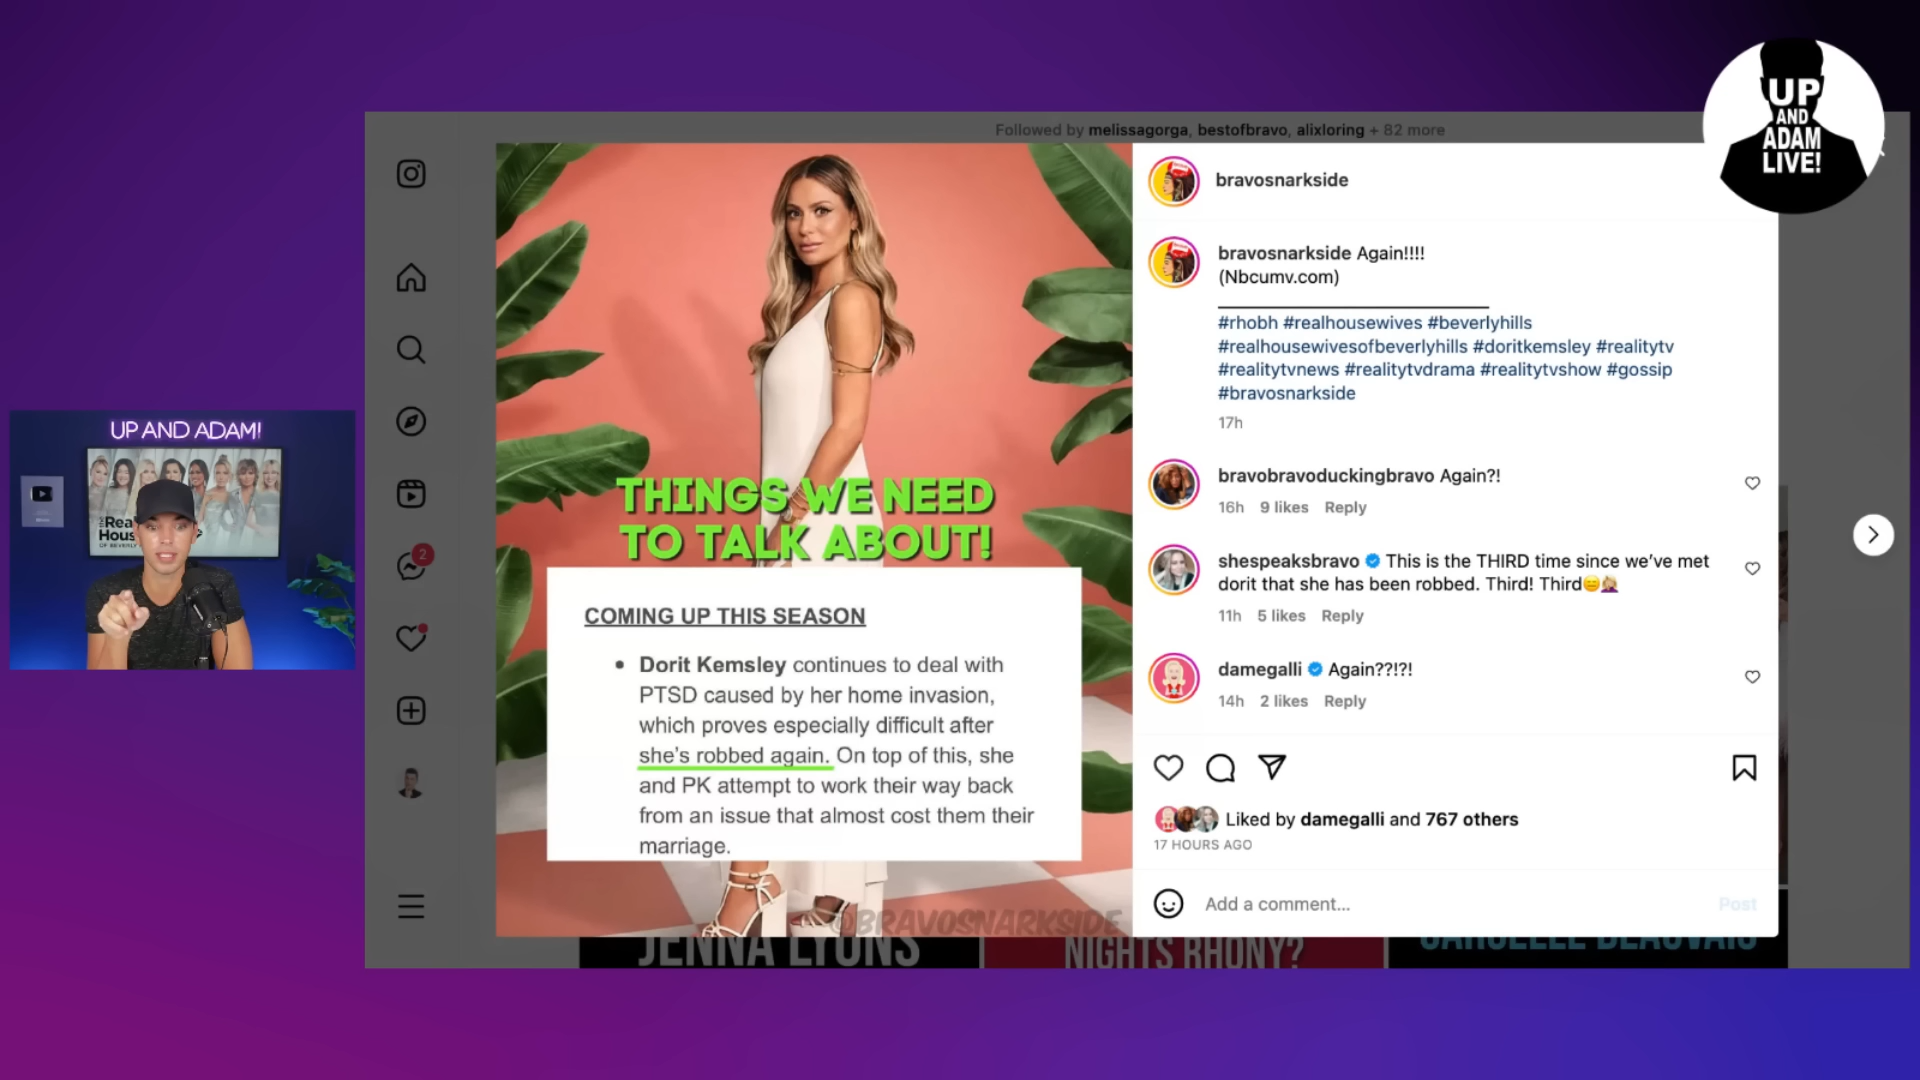 UP
AND
ADAM
LIVE!
Followed by melissagorga, bestofbravo, alixloring + 82 more
UP AND ADAM!
THINGS WE NEED
TO TALK ABOUT!
COMING UP THIS SEASON
• Dorit Kemsley continues to deal with
PTSD caused by her home invasion,
which proves especially difficult after
she's robbed again. On top of this, she
and PK attempt to work their way back
from an issue that almost cost them their
marriage.
@BRAVOSNARKSIDE
bravosnarkside
bravosnarkside Again!!!!
(Nbcumv.com)
#rhobh #realhousewives #beverlyhills
#realhousewivesofbeverlyhills #doritkemsley #realitytv
#realitytvnews #realitytvdrama #realitytvshow #gossip
#bravosnarkside
17h
bravobravoduckingbravo Again?!
16h 9 likes Reply
shespeaksbravo This is the THIRD time since we've met
dorit that she has been robbed. Third! Third😑🤦🏼‍♀️
11h 5 likes Reply
damegalli Again??!?!
14h 2 likes Reply
Liked by damegalli and 767 others
17 HOURS AGO
Add a comment...
Post
2
JENNA LYONS
NIGHTS RHONY?